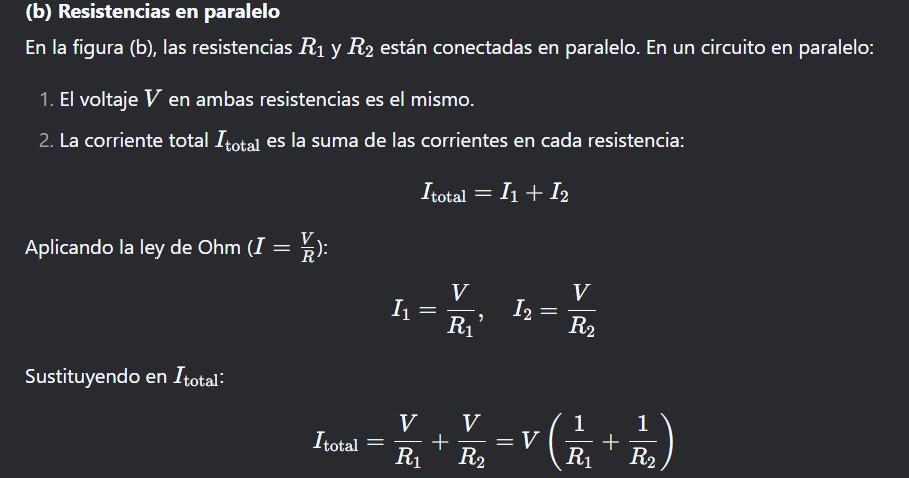 (b) Resistencias en paralelo
En la figura (b), las resistencias R₁ y R₂ están conectadas en paralelo. En un circuito en paralelo:
1. El voltaje V en ambas resistencias es el mismo.
2. La corriente total I_total es la suma de las corrientes en cada resistencia:
I_total = I₁ + I₂
Aplicando la ley de Ohm (I = V/R):
I₁ = V/R₁, I₂ = V/R₂
Sustituyendo en I_total:
I_total = V/R₁ + V/R₂ = V (1/R₁ + 1/R₂)